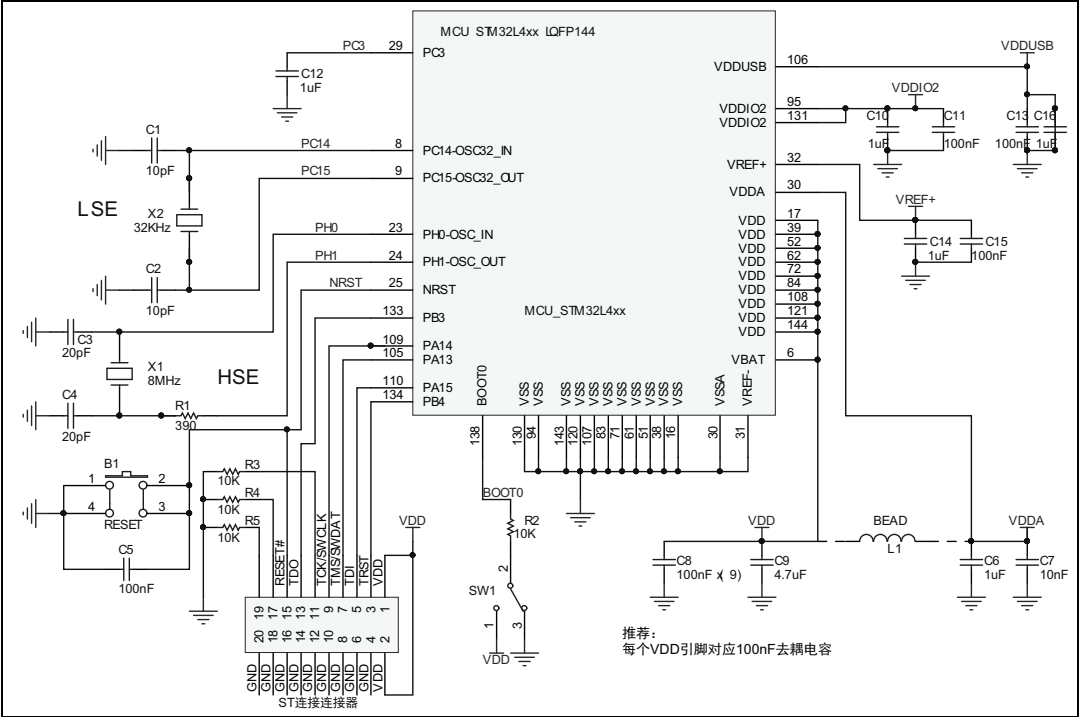 MCU_STM32L4xx_LQFP144
PC3
29
PC3
C12
1uF
VDDUSB
106
VDDUSB
VDDIO2
95
VDDIO2
131
VDDIO2
C10
1uF
C11
100nF
C13
100nF
C16
1uF
C1
10pF
PC14
8
PC14-OSC32_IN
PC15
9
PC15-OSC32_OUT
LSE
X2
32KHz
C2
10pF
VREF+
32
VDDA
30
VREF+
C14
1uF
C15
100nF
PH0
23
PH0-OSC_IN
PH1
24
PH1-OSC_OUT
NRST
25
NRST
133
PB3
109
PA14
105
PA13
110
PA15
134
PB4
VDD
17
VDD
39
VDD
52
VDD
62
VDD
72
VDD
84
VDD
108
VDD
121
VDD
144
VBAT
6
MCU_STM32L4xx
C3
20pF
X1
8MHz
HSE
C4
20pF
R1
390
BOOT0
VSS
VSS
VSS
VSS
VSS
VSS
VSS
VSS
VSS
VSS
VSSA
VREF-
138
130
94
143
120
107
83
71
61
51
38
16
30
31
B1
1
2
4
3
RESET
C5
100nF
R3
10K
R4
10K
R5
10K
RESET#
TDO
TCK/SWCLK
TMS/SWDAT
TDI
TRST
VDD
VDD
19
17
15
13
11
9
7
5
3
1
20
18
16
14
12
10
8
6
4
2
GND
GND
GND
GND
GND
GND
GND
GND
VDD
ST连接连接器
BOOT0
R2
10K
SW1
2
1
3
VDD
VDD
C8
100nF (x 9)
C9
4.7uF
BEAD
L1
VDDA
C6
1uF
C7
10nF
推荐：
每个VDD引脚对应100nF去耦电容